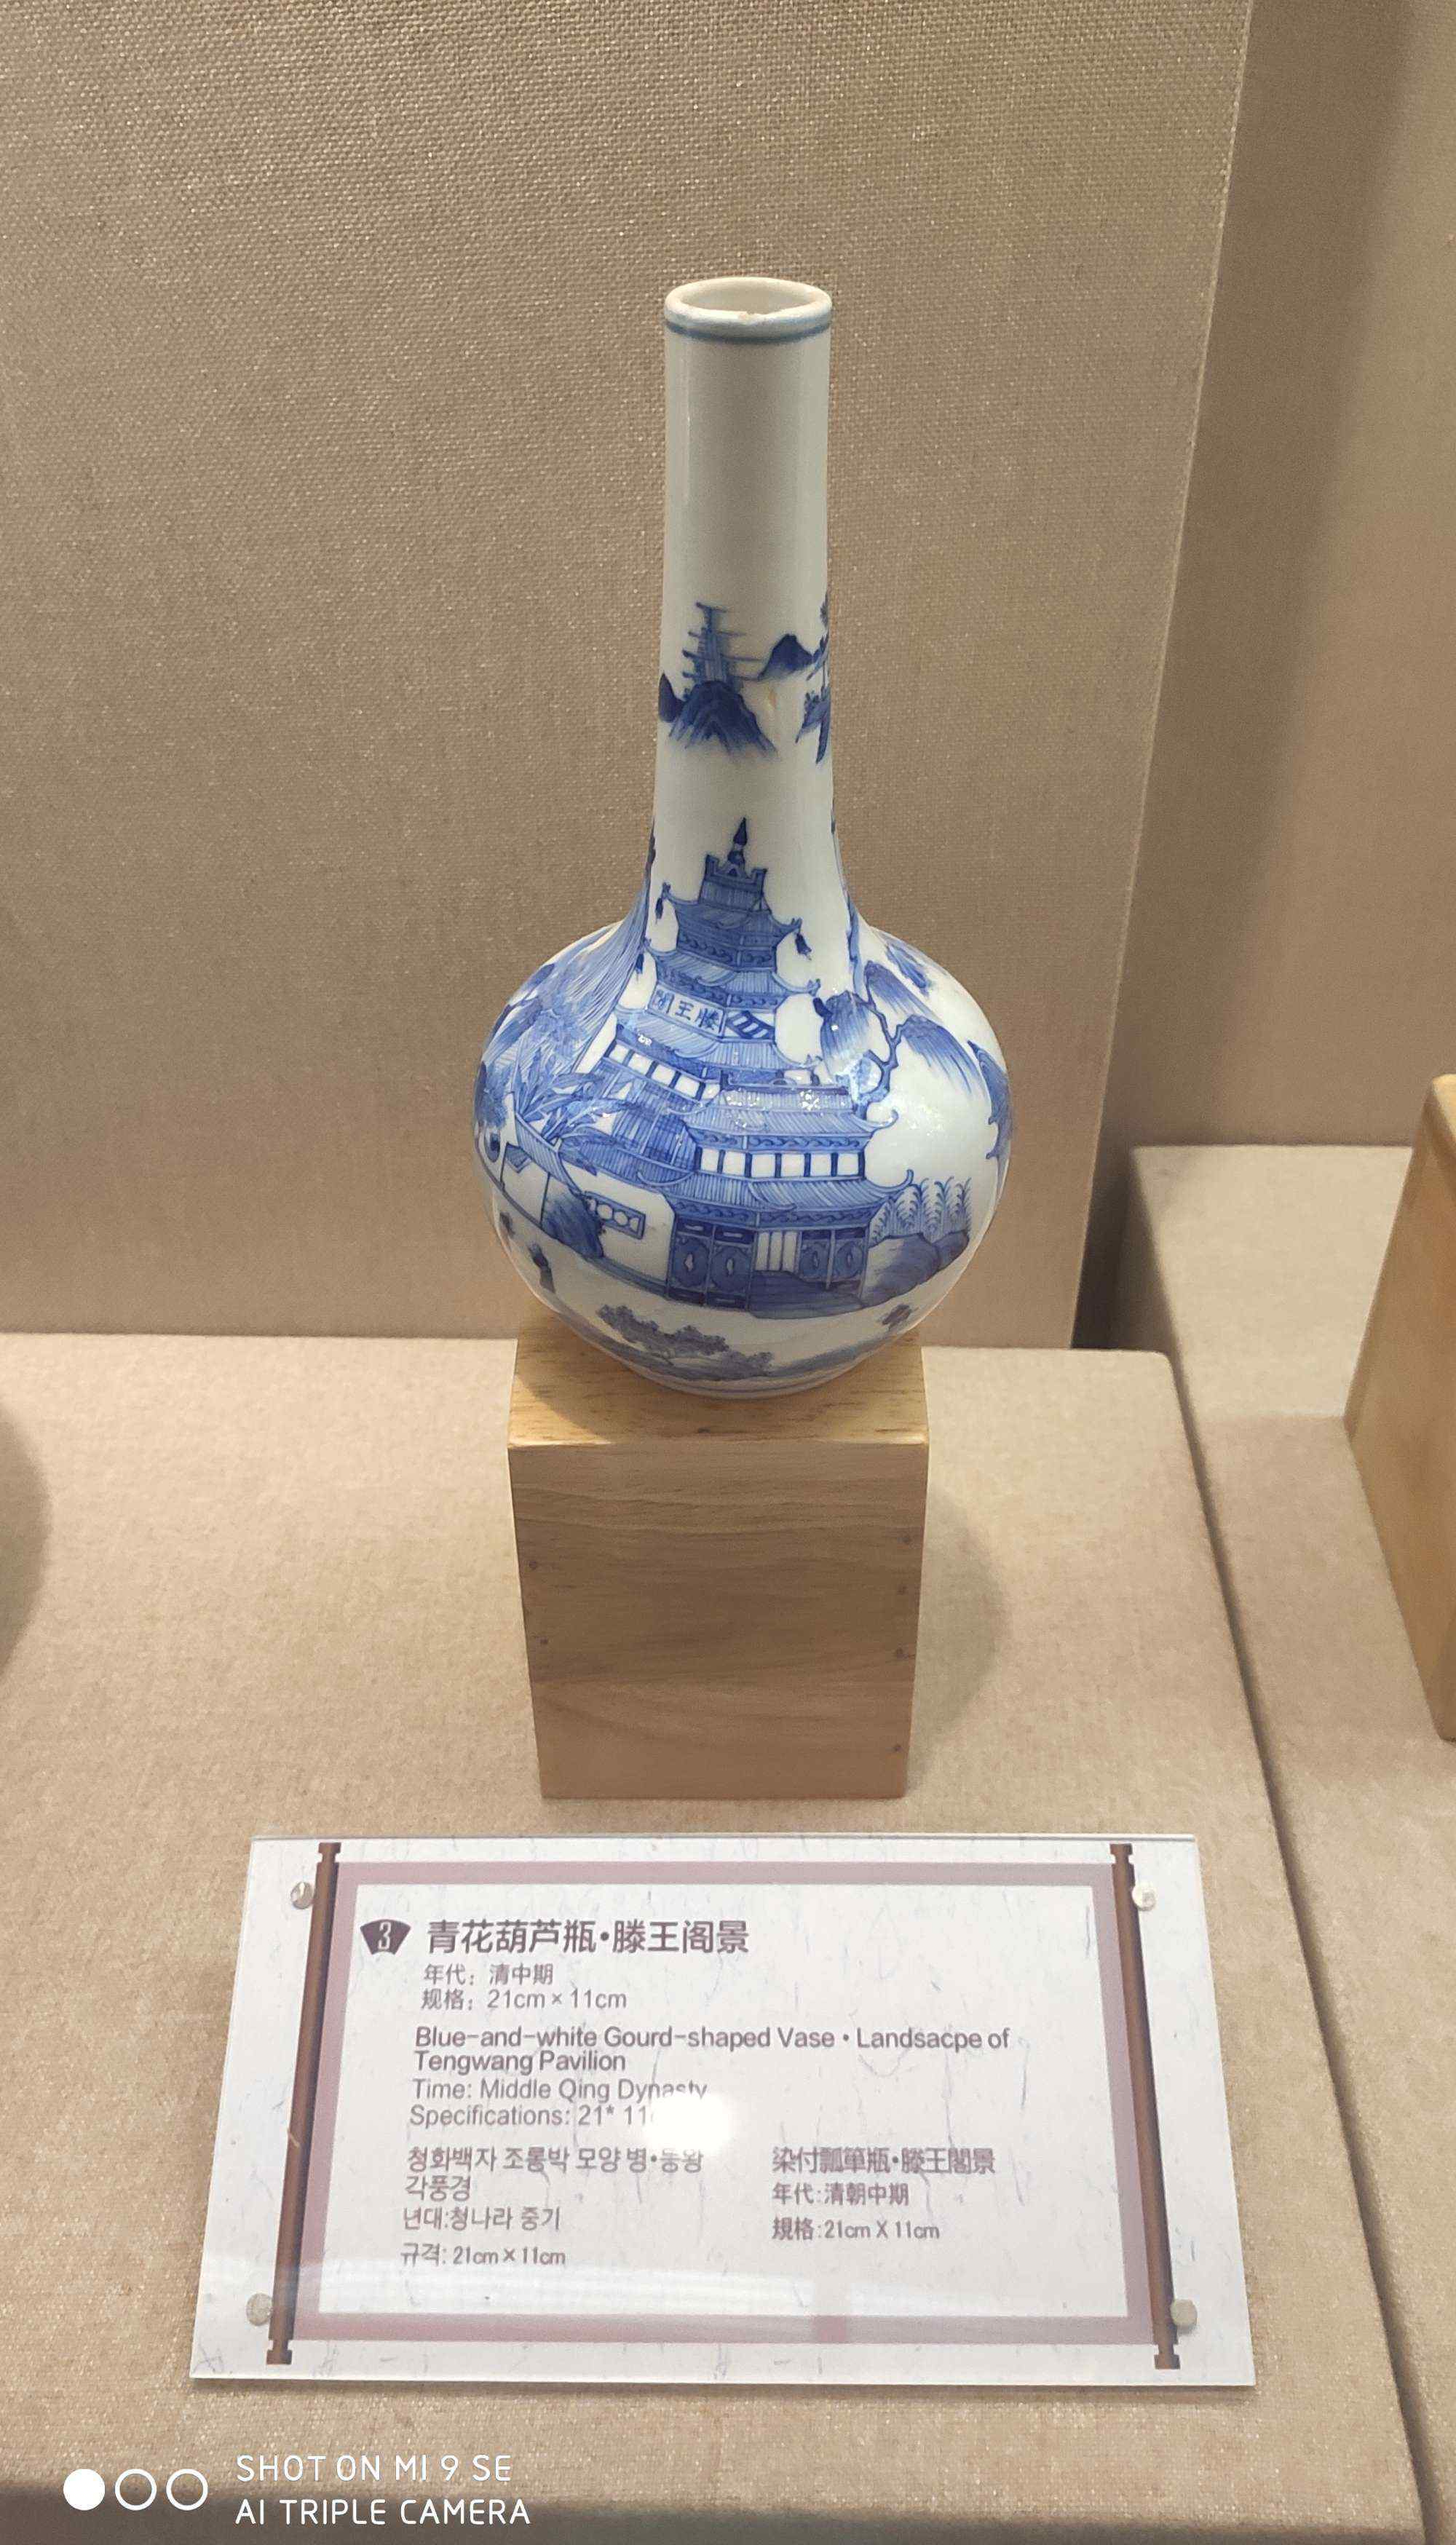 閣王滕
3 青花葫芦瓶•滕王阁景
年代：清中期
规格：21cm×11cm
Blue-and-white Gourd-shaped Vase • Landsacpe of
Tengwang Pavilion
Time: Middle Qing Dynasty
Specifications: 21* 11
청화백자 조롱박 모양 병•등왕
각풍경
년대:청나라 중기
규격: 21cm×11cm
染付瓢箪瓶•滕王閣景
年代:清朝中期
規格:21cm X 11cm
SHOT ON MI 9 SE
AI TRIPLE CAMERA